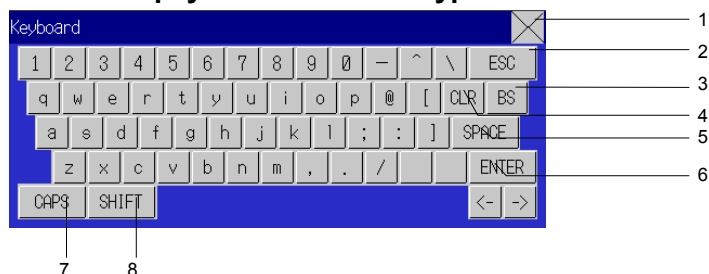 Keyboard 1
1 2 3 4 5 6 7 8 9 0 — ^ \ ESC 2
q w e r t y u i o p @ [ CLR BS 3
4
a s d f g h j k l ; : ] SPACE 5
z x c v b n m , . / ENTER 6
CAPS SHIFT <- ->
7 8